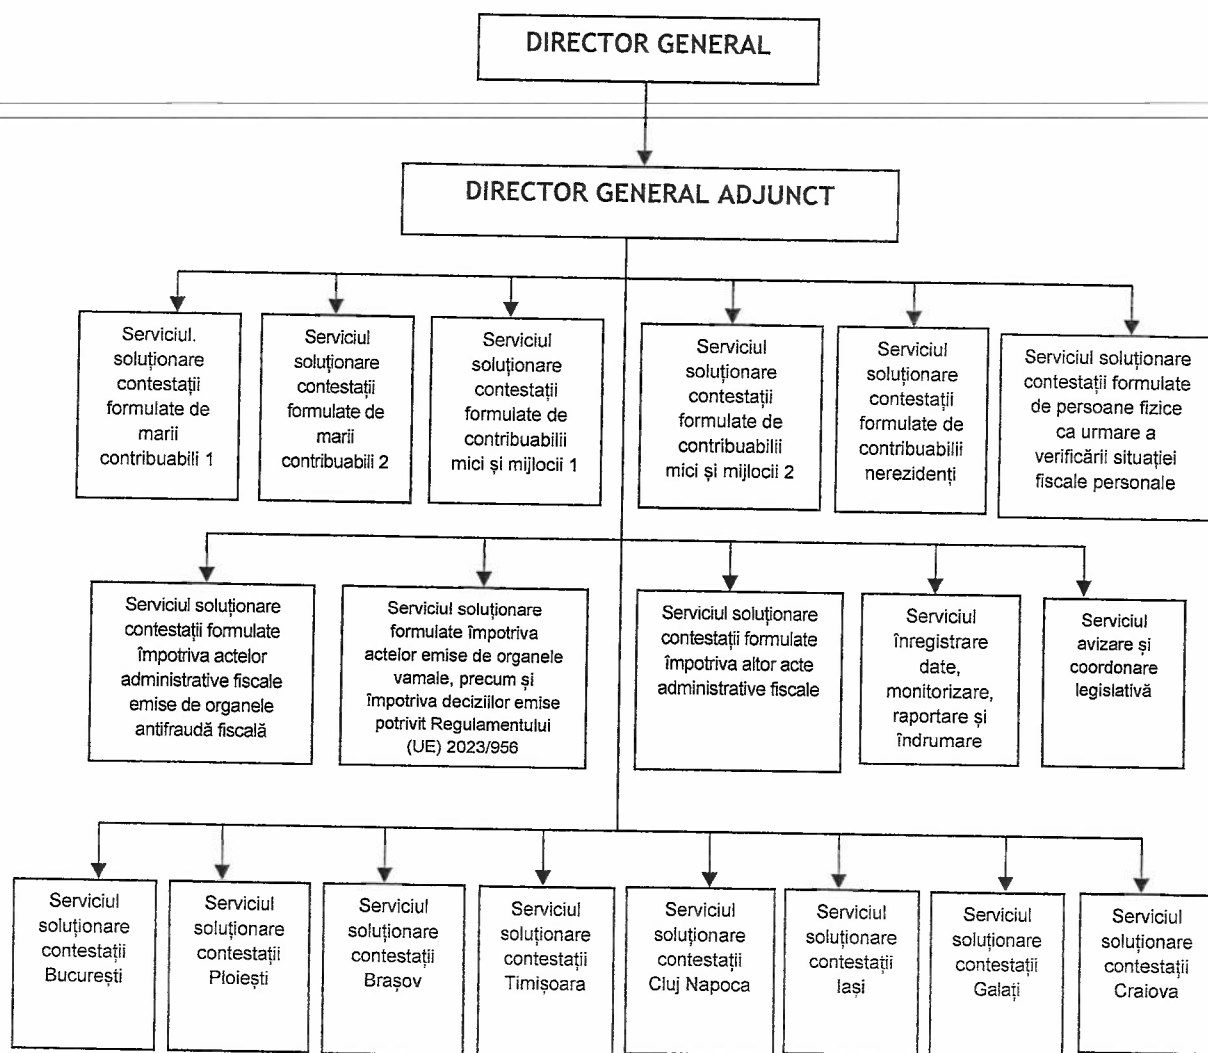 DIRECTOR GENERAL
DIRECTOR GENERAL ADJUNCT
Serviciul.
soluționare
contestații
formulate de
marii
contribuabili 1
Serviciul
soluționare
contestații
formulate de
marii
contribuabili 2
Serviciul
soluționare
contestații
formulate de
contribuabilii
mici și mijlocii 1
Serviciul
soluționare
contestații
formulate de
contribuabilii
mici și mijlocii 2
Serviciul
soluționare
contestații
formulate de
contribuabilii
nerezidenți
Serviciul soluționare
contestații formulate
de persoane fizice
ca urmare a
verificării situației
fiscale personale
Serviciul soluționare
contestații formulate
împotriva actelor
administrative fiscale
emise de organele
antifraudă fiscală
Serviciul soluționare
formulate împotriva
actelor emise de organele
vamale, precum și
împotriva deciziilor emise
potrivit Regulamentului
(UE) 2023/956
Serviciul soluționare
contestații formulate
împotriva altor acte
administrative fiscale
Serviciul
înregistrare
date,
monitorizare,
raportare și
îndrumare
Serviciul
avizare și
coordonare
legislativă
Serviciul
soluționare
contestații
București
Serviciul
soluționare
contestații
Ploiești
Serviciul
soluționare
contestații
Brașov
Serviciul
soluționare
contestații
Timișoara
Serviciul
soluționare
contestații
Cluj Napoca
Serviciul
soluționare
contestații
Iași
Serviciul
soluționare
contestații
Galați
Serviciul
soluționare
contestații
Craiova